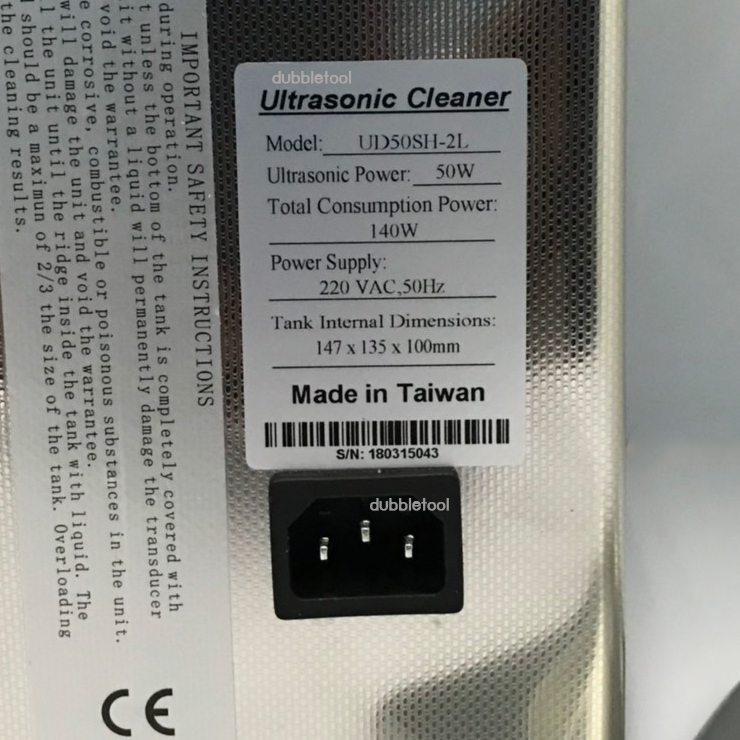 dubbletool
Ultrasonic Cleaner
Model: UD50SH-2L
Ultrasonic Power: 50W
Total Consumption Power:
140W
Power Supply:
220 VAC,50Hz
Tank Internal Dimensions:
147 x 135 x 100mm
Made in Taiwan
S/N: 180315043
dubbletool
IMPORTANT SAFETY INSTRUCTIONS
during operation.
t unless the bottom of the tank is completely covered with
it without a liquid will permanently damage the transducer
void the warrantee.
e corrosive, combustible or poisonous substances in the unit.
will damage the unit and void the warrantee.
l the unit until the ridge inside the tank with liquid. The
should be a maximun of 2/3 the size of the tank. Overloading
the cleaning results.
CE